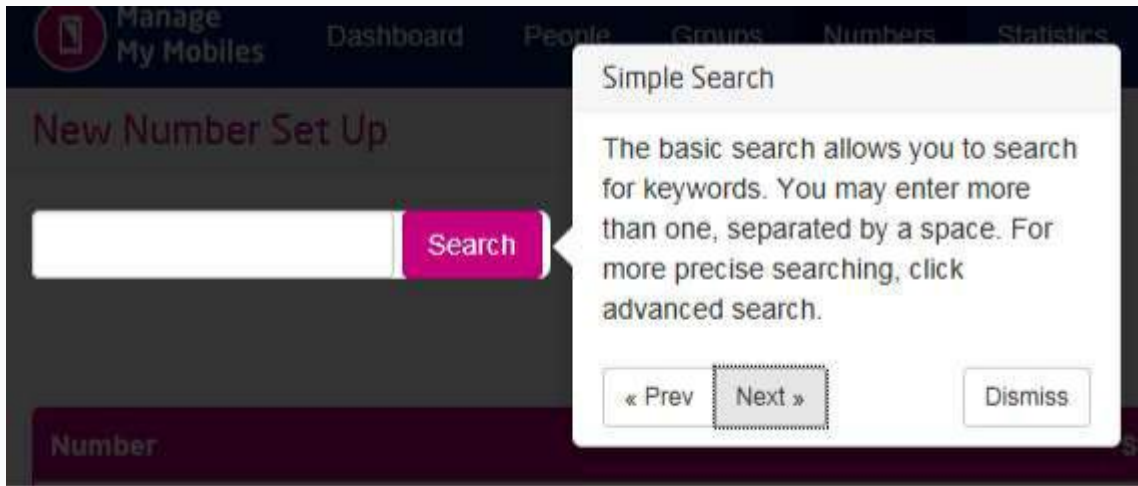 Manage
My Mobiles
Dashboard People Groups Numbers Statistics
Simple Search
New Number Set Up
The basic search allows you to search
for keywords. You may enter more
than one, separated by a space. For
more precise searching, click
advanced search.
Search
« Prev Next » Dismiss
Number